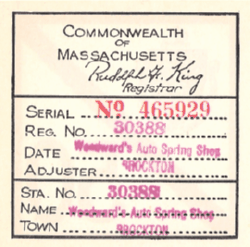 COMMONWEALTH
OF
MASSACHUSETTS
Rudolph F. King
Registrar
SERIAL No 465929
REG. NO. 30388
DATE Woodward's Auto Spring Shop
ADJUSTER BROCKTON
STA. NO. 30388
NAME Woodward's Auto Spring Shop
TOWN BROCKTON